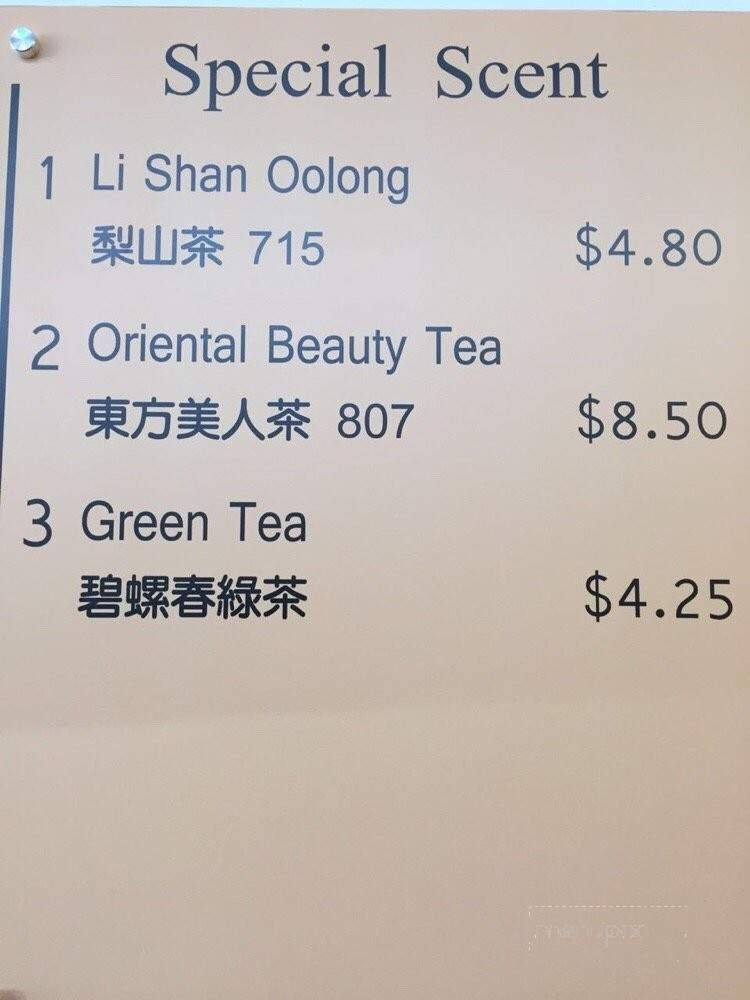 Special Scent
1 Li Shan Oolong
梨山茶 715 $4.80
2 Oriental Beauty Tea
東方美人茶 807 $8.50
3 Green Tea
碧螺春綠茶 $4.25